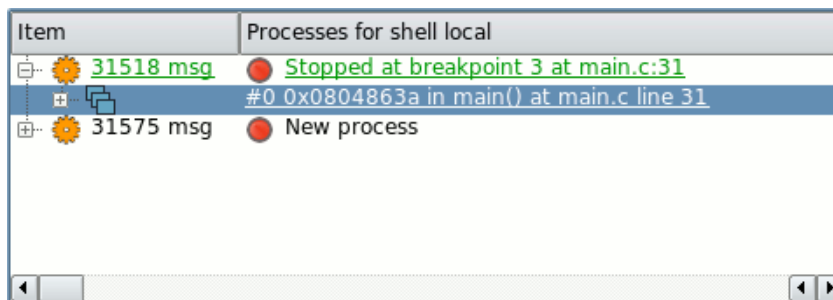 Item Processes for shell local
31518 msg Stopped at breakpoint 3 at main.c:31
#0 0x0804863a in main() at main.c line 31
31575 msg New process